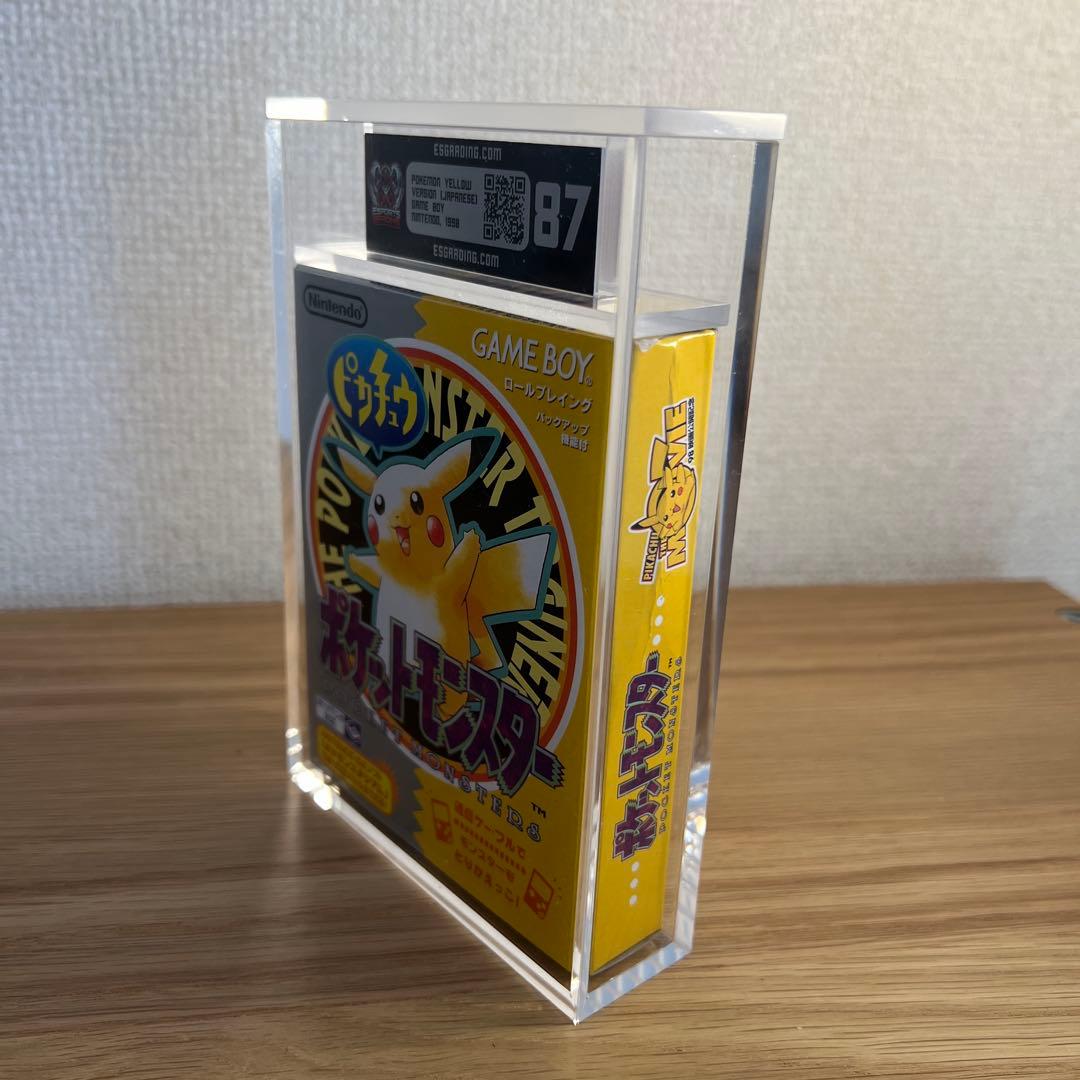 ESGRADING.COM
POKEMON YELLOW
VERSION (JAPANESE)
GAME BOY
NINTENDO, 1998
87
ESPORTS
ESGRADING.COM
Nintendo®
GAME BOY®
ロールプレイング
バックアップ
機能付
ピカチュウ
ポケットモンスター
POCKET MONSTERS
™
通信ケーブルで
モンスターを
とりかえっこ!
PIKACHU
THE
MOVIE
ポケットモンスター
™
POCKET MONSTERS